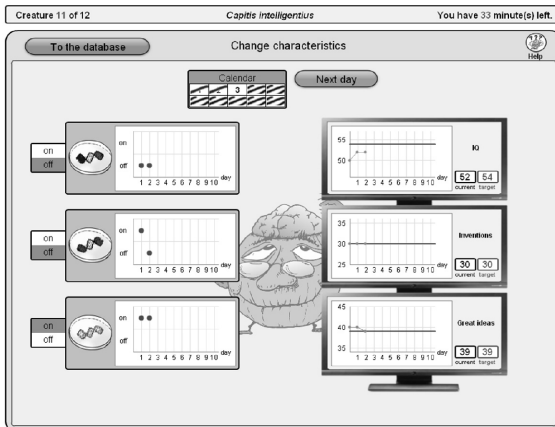 Creature 11 of 12
Capitis intelligentius
You have 33 minute(s) left.
To the database
Change characteristics
Help
Calendar
1 2 3
Next day
on
off
on
off
day
1 2 3 4 5 6 7 8 9 10
55
50
day
1 2 3 4 5 6 7 8 9 10
IQ
52 54
current target
on
off
on
off
day
1 2 3 4 5 6 7 8 9 10
35
30
25
day
1 2 3 4 5 6 7 8 9 10
Inventions
30 30
current target
on
off
on
off
day
1 2 3 4 5 6 7 8 9 10
45
40
35
day
1 2 3 4 5 6 7 8 9 10
Great ideas
39 39
current target